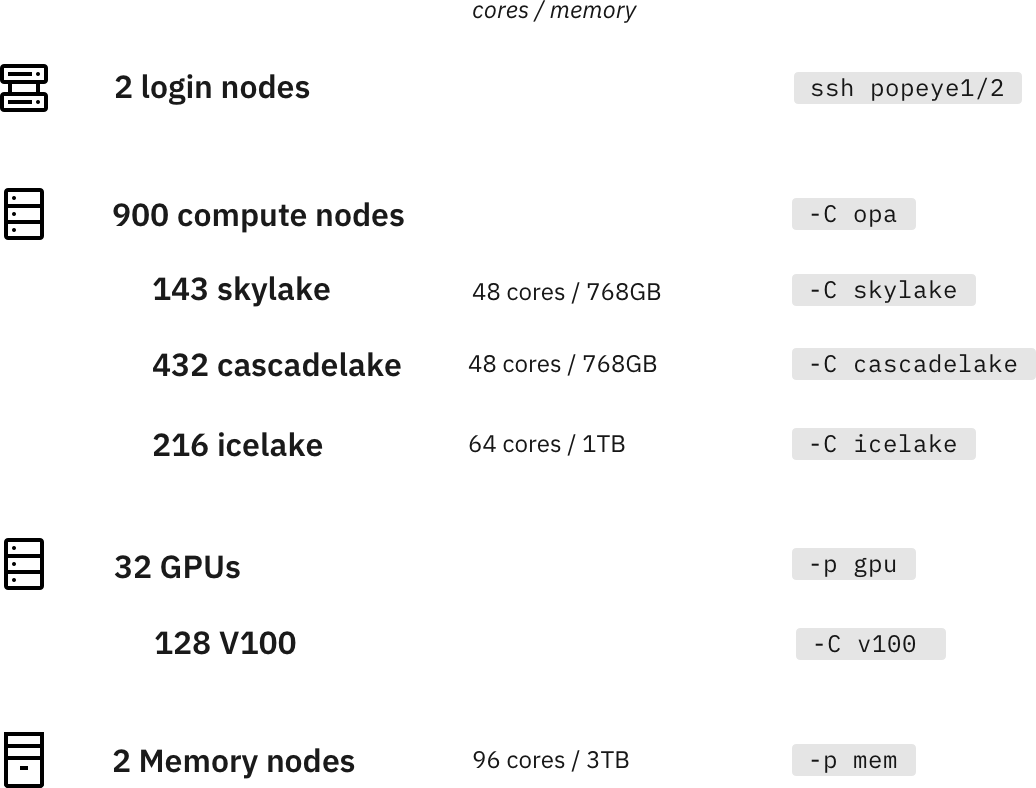 cores / memory
2 login nodes ssh popeye1/2
900 compute nodes -C opa
143 skylake 48 cores / 768GB -C skylake
432 cascadelake 48 cores / 768GB -C cascadelake
216 icelake 64 cores / 1TB -C icelake
32 GPUs -p gpu
128 V100 -C v100
2 Memory nodes 96 cores / 3TB -p mem